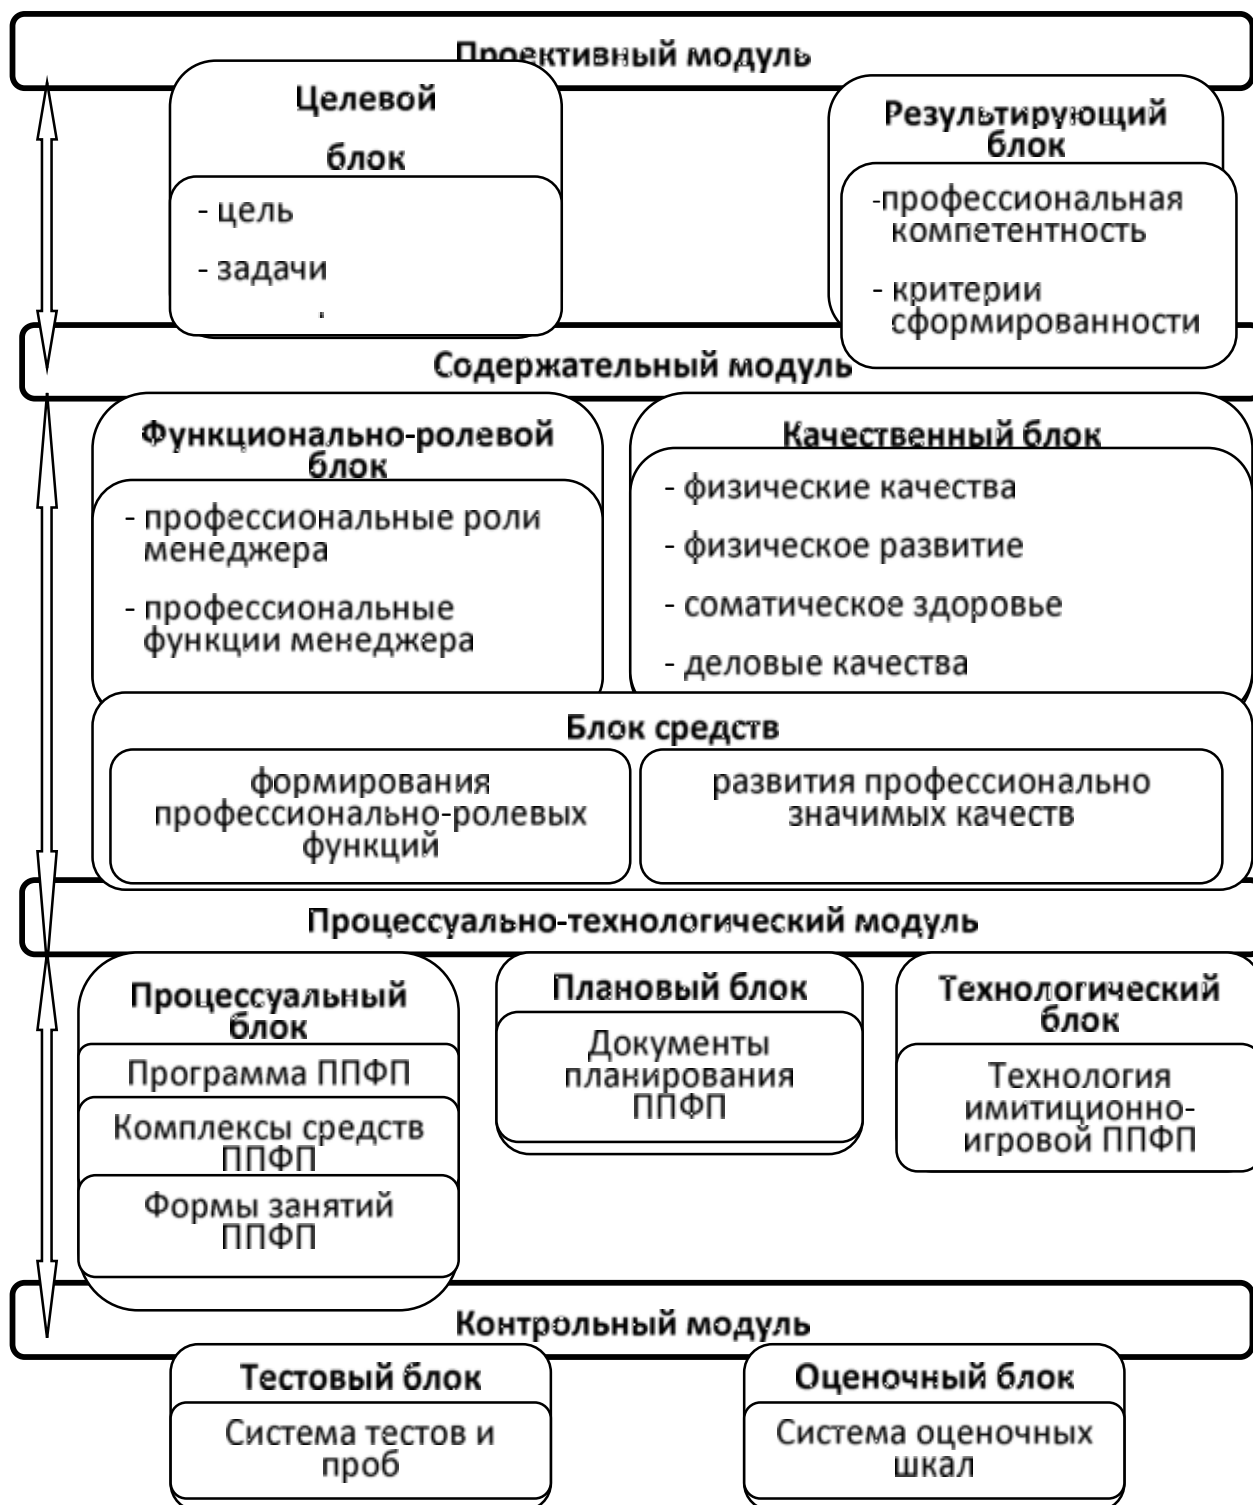 Проективный модуль
Целевой
блок
- цель
- задачи
.
Результирующий
блок
-профессиональная
компетентность
- критерии
сформированности
Содержательный модуль
Функционально-ролевой
блок
- профессиональные роли
менеджера
- профессиональные
функции менеджера
Качественный блок
- физические качества
- физическое развитие
- соматическое здоровье
- деловые качества
Блок средств
формирования
профессионально-ролевых
функций
развития профессионально
значимых качеств
Процессуально-технологический модуль
Процессуальный
блок
Программа ППФП
Комплексы средств
ППФП
Формы занятий
ППФП
Плановый блок
Документы
планирования
ППФП
Технологический
блок
Технология
имитиционно-
игровой ППФП
Контрольный модуль
Тестовый блок
Система тестов и
проб
Оценочный блок
Система оценочных
шкал